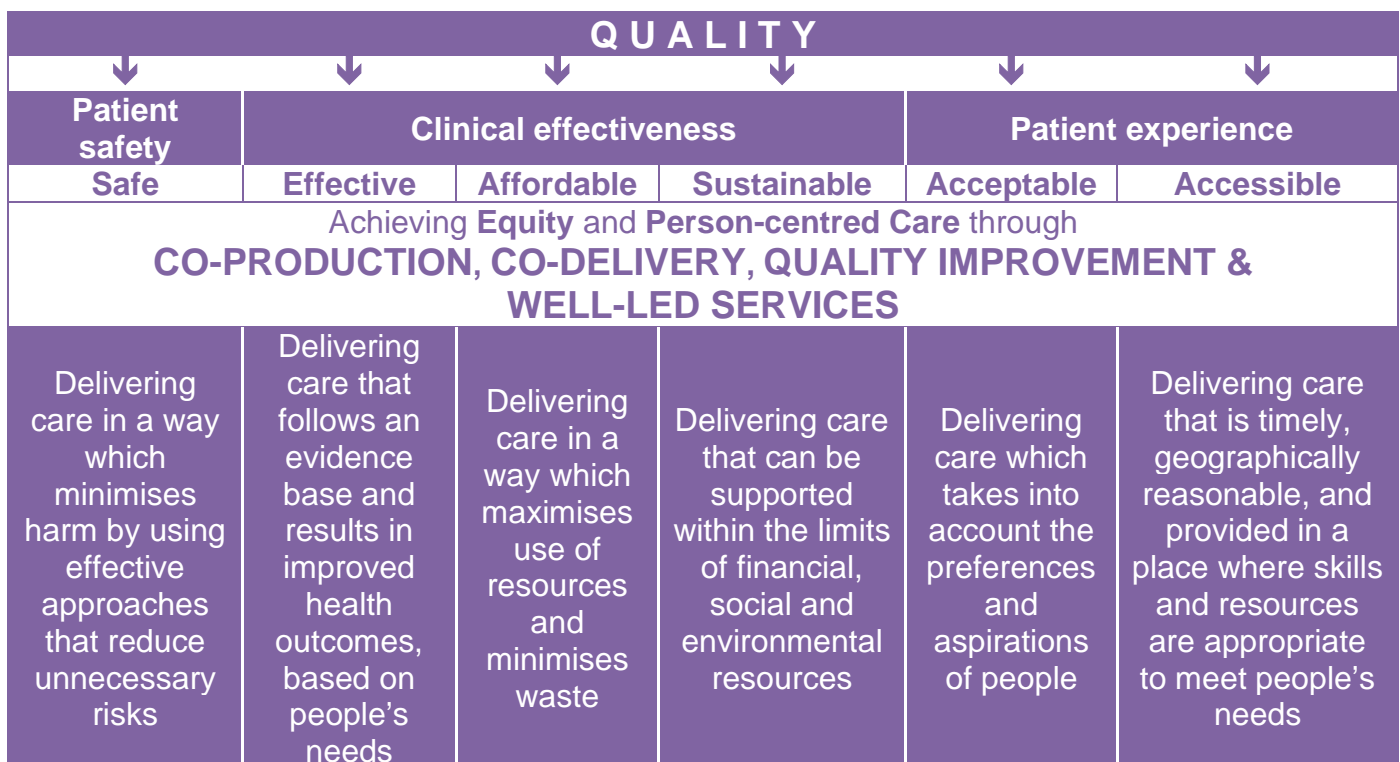 QUALITY
Patient
safety
Clinical effectiveness
Patient experience
Safe
Effective
Affordable
Sustainable
Acceptable
Accessible
Achieving Equity and Person-centred Care through
CO-PRODUCTION, CO-DELIVERY, QUALITY IMPROVEMENT &
WELL-LED SERVICES
Delivering
care in a way
which
minimises
harm by using
effective
approaches
that reduce
unnecessary
risks
Delivering
care that
follows an
evidence
base and
results in
improved
health
outcomes,
based on
people’s
needs
Delivering
care in a
way which
maximises
use of
resources
and
minimises
waste
Delivering care
that can be
supported
within the limits
of financial,
social and
environmental
resources
Delivering
care which
takes into
account the
preferences
and
aspirations
of people
Delivering care
that is timely,
geographically
reasonable, and
provided in a
place where skills
and resources
are appropriate
to meet people’s
needs